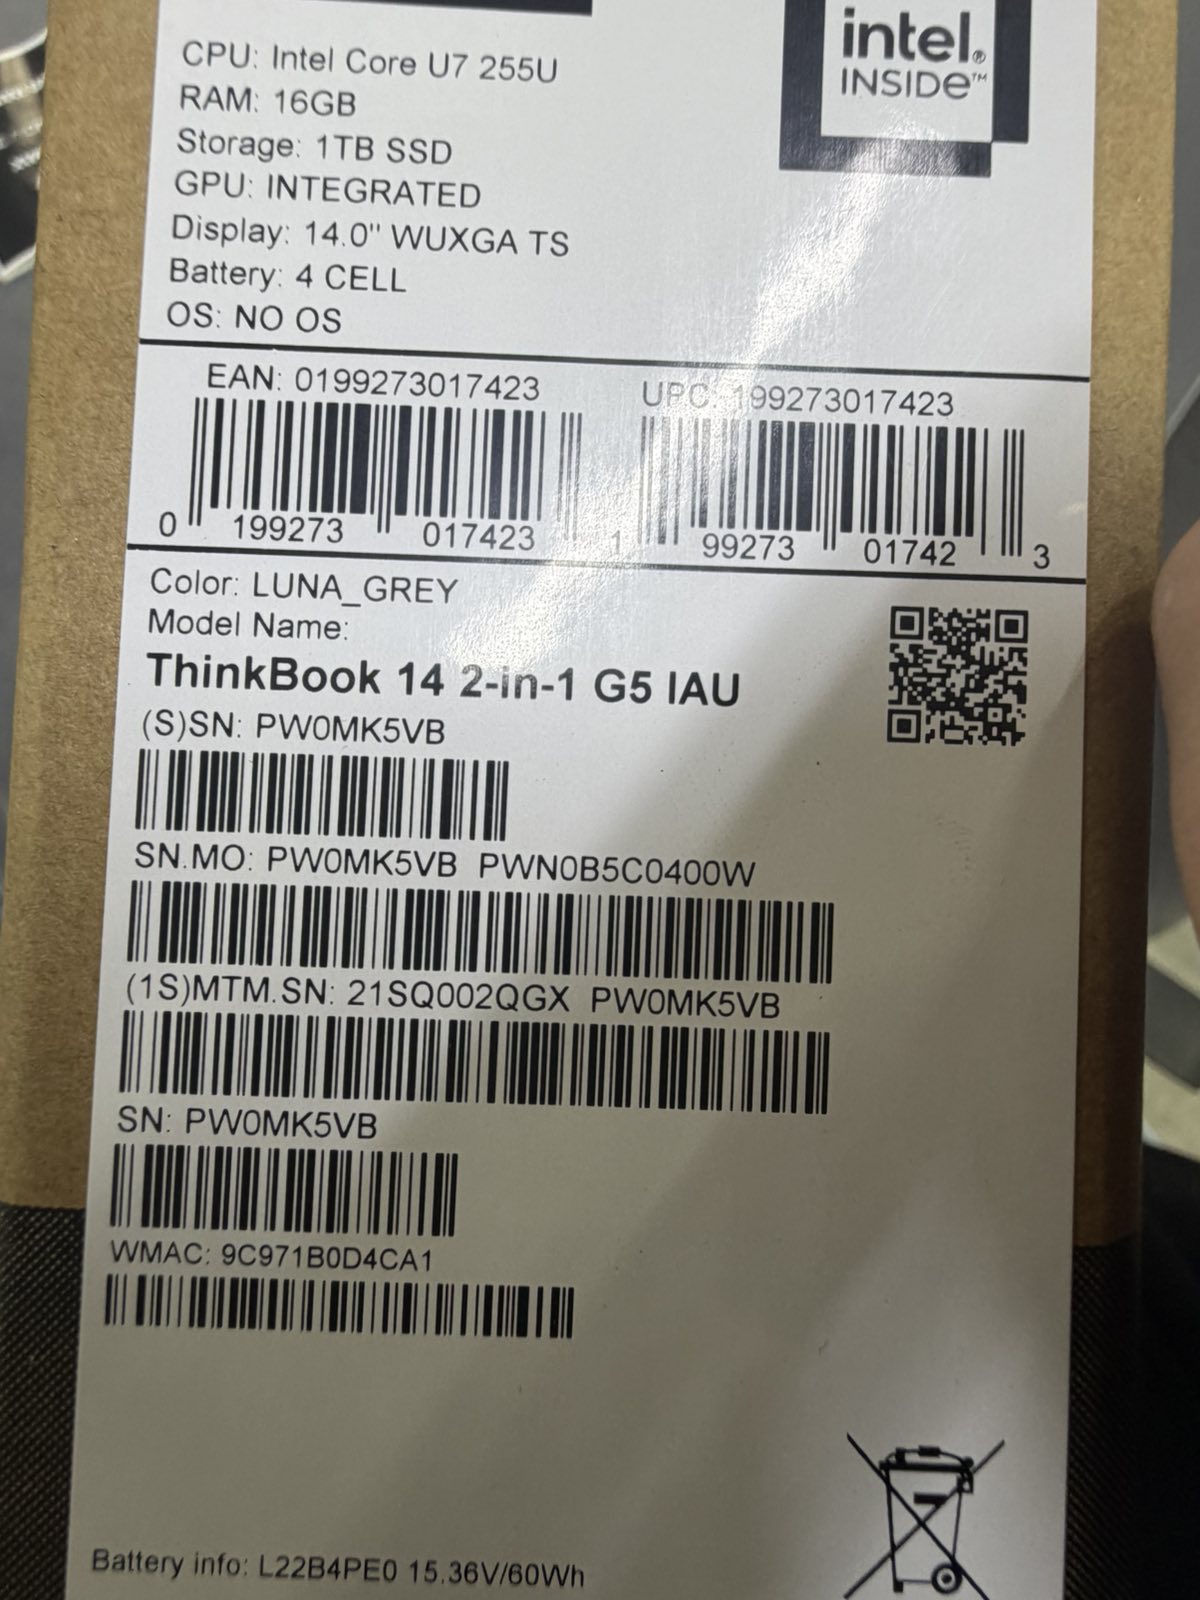 intel®
INSIDe™
CPU: Intel Core U7 255U
RAM: 16GB
Storage: 1TB SSD
GPU: INTEGRATED
Display: 14.0" WUXGA TS
Battery: 4 CELL
OS: NO OS
EAN: 0199273017423
UPC: 199273017423
0 199273 017423
1 99273 01742 3
Color: LUNA_GREY
Model Name:
ThinkBook 14 2-in-1 G5 IAU
(S)SN: PW0MK5VB
SN.MO: PW0MK5VB PWN0B5C0400W
(1S)MTM.SN: 21SQ002QGX PW0MK5VB
SN: PW0MK5VB
WMAC: 9C971B0D4CA1
Battery info: L22B4PE0 15.36V/60Wh